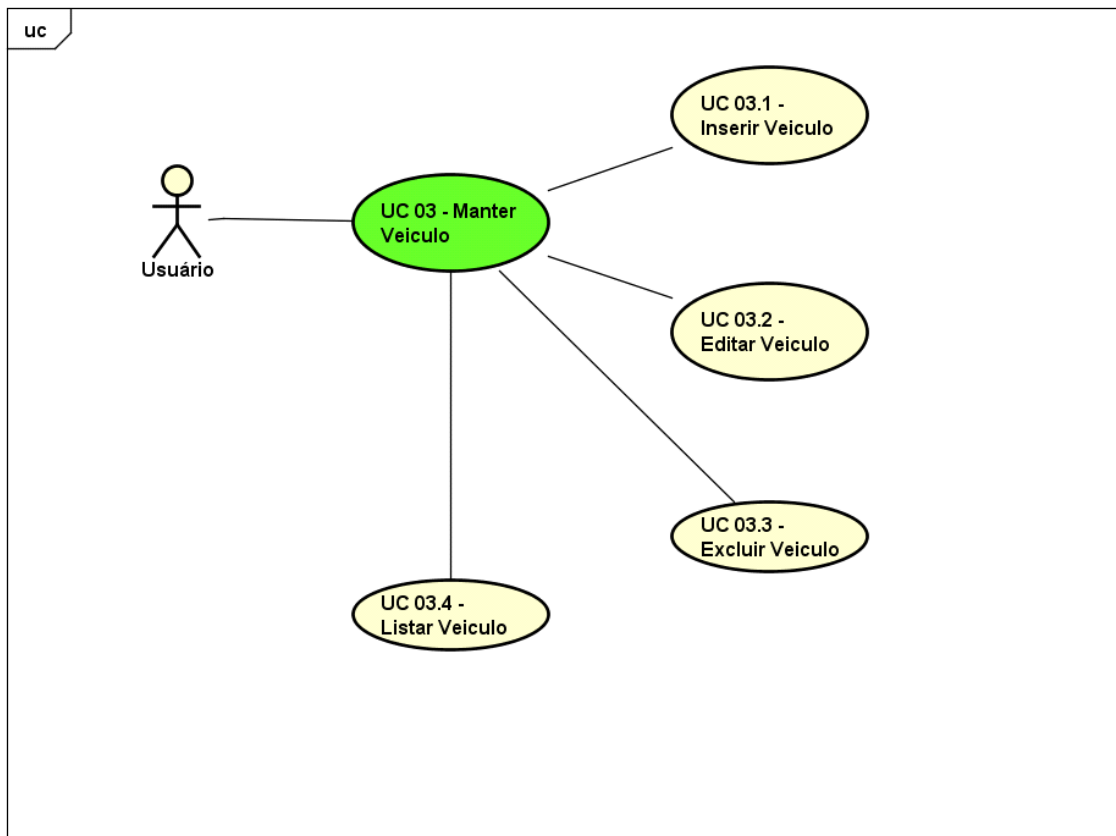 uc
UC 03.1 -
Inserir Veiculo
UC 03 - Manter
Veiculo
Usuário
UC 03.2 -
Editar Veiculo
UC 03.3 -
Excluir Veiculo
UC 03.4 -
Listar Veiculo